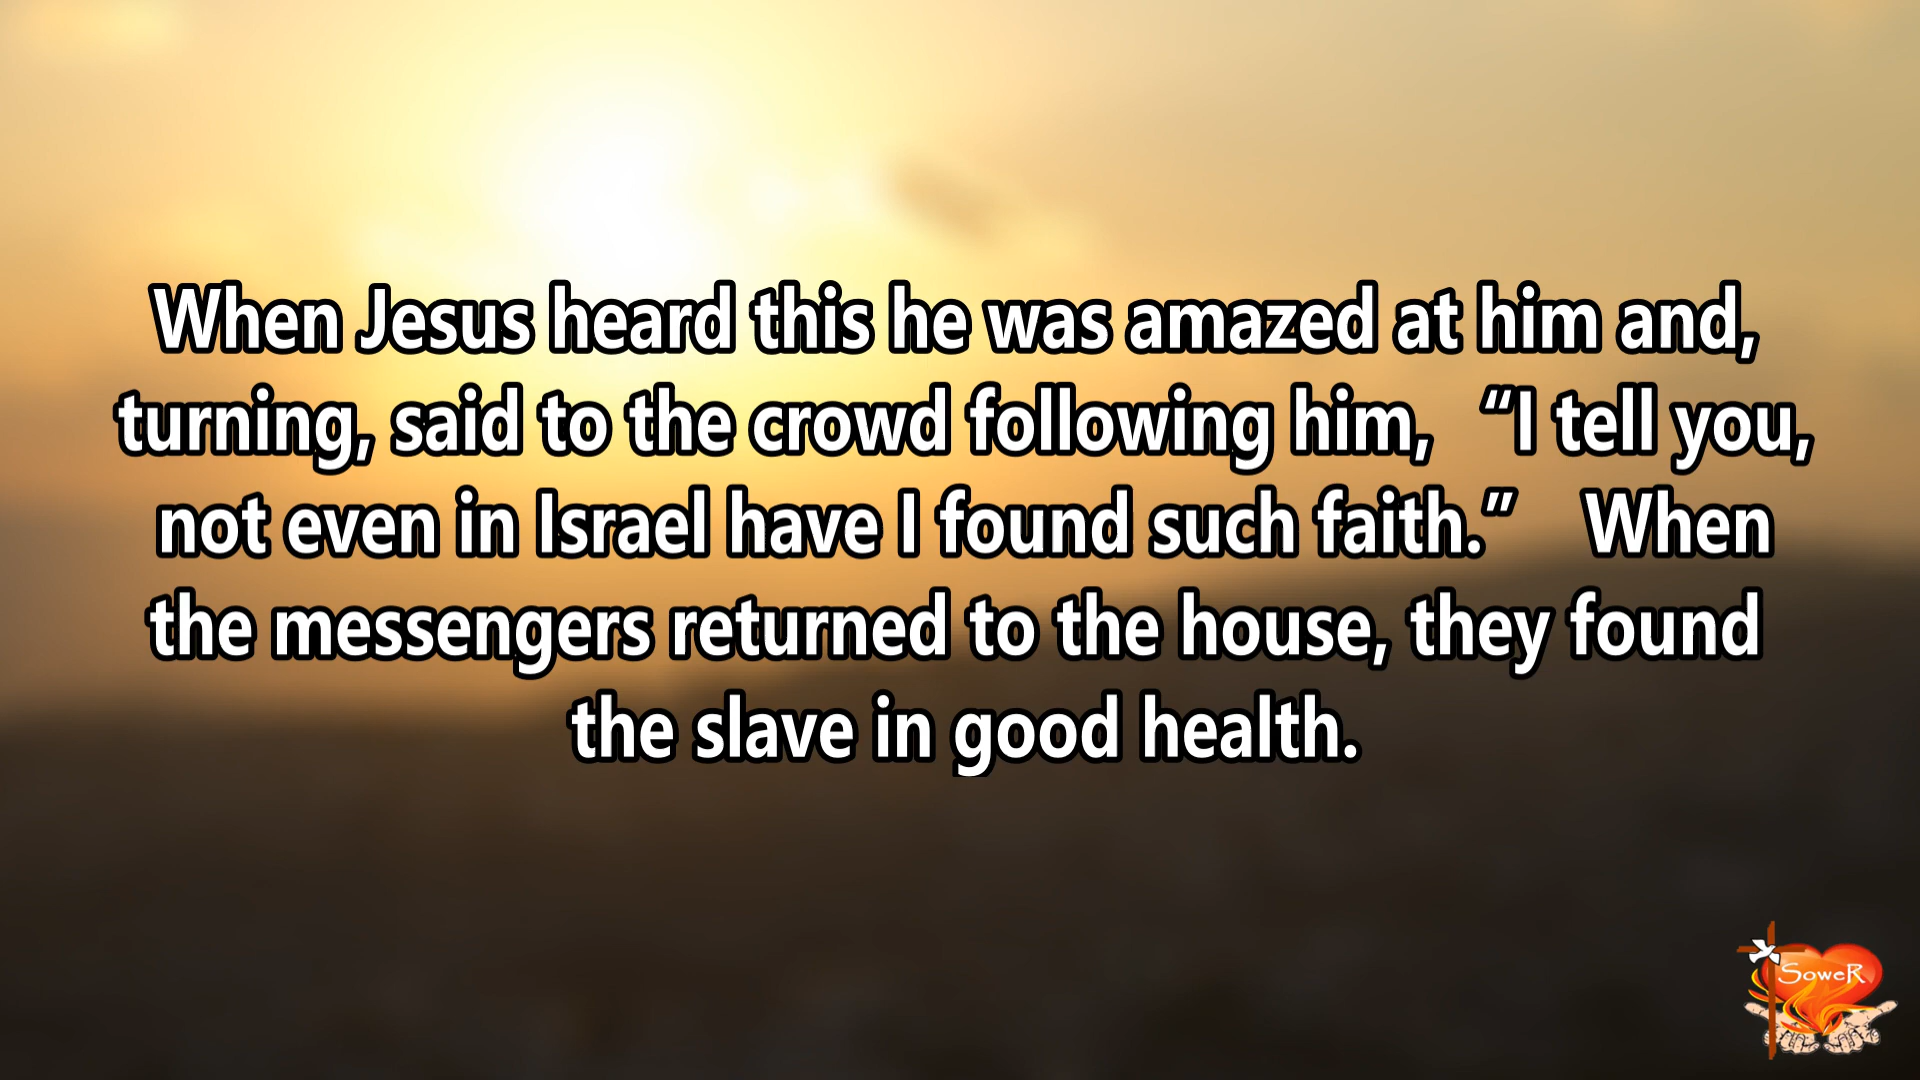 When Jesus heard this he was amazed at him and,
turning, said to the crowd following him,   “I tell you,
not even in Israel have I found such faith.”    When
the messengers returned to the house, they found
the slave in good health.
SoweR